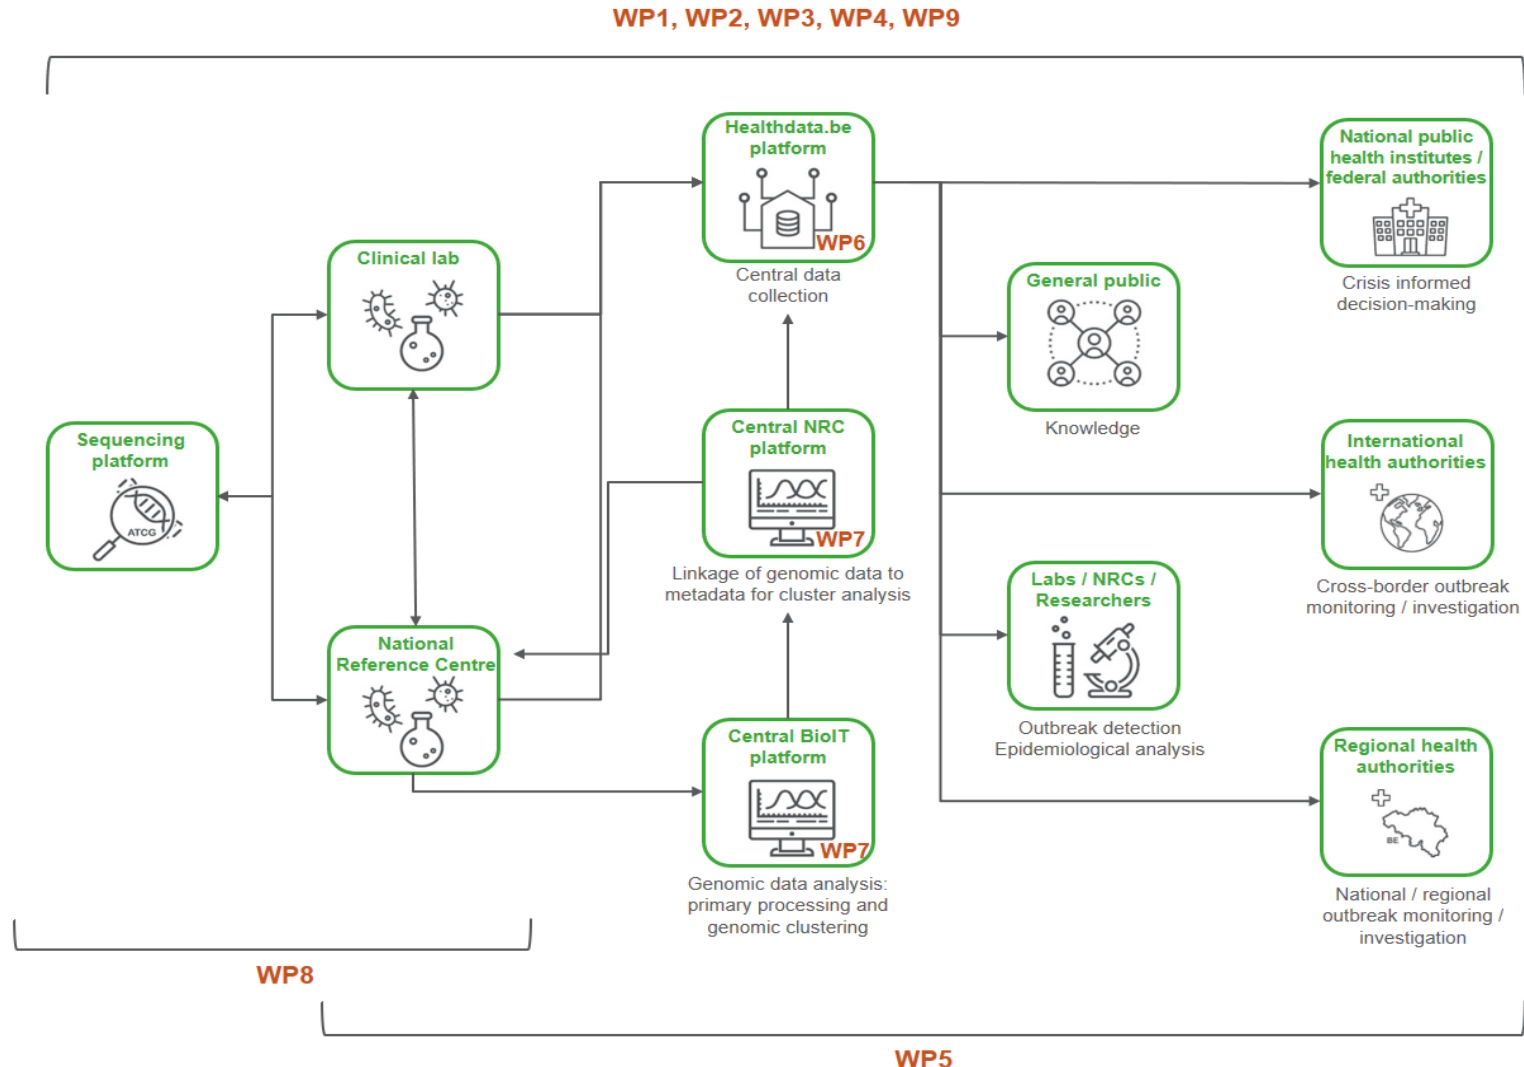 WP1, WP2, WP3, WP4, WP9
Healthdata.be
platform
WP6
Central data
collection
National public
health institutes /
federal authorities
Crisis informed
decision-making
Clinical lab
General public
Knowledge
Sequencing
platform
ATCG
Central NRC
platform
WP7
Linkage of genomic data to
metadata for cluster analysis
International
health authorities
Cross-border outbreak
monitoring / investigation
National
Reference Centre
Labs / NRCs /
Researchers
Outbreak detection
Epidemiological analysis
Central BioIT
platform
WP7
Genomic data analysis:
primary processing and
genomic clustering
Regional health
authorities
BE
National / regional
outbreak monitoring /
investigation
WP8
WP5